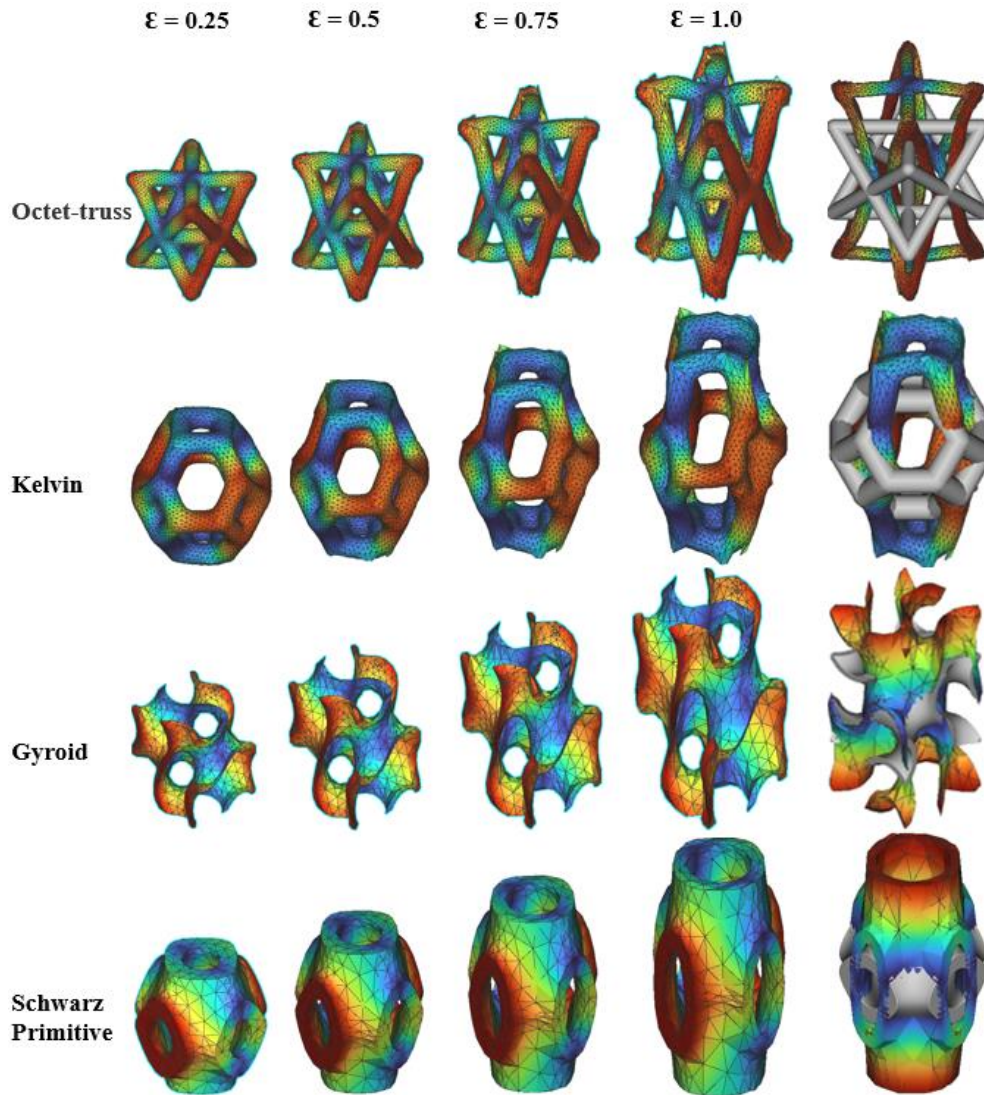 Ɛ = 0.25
Ɛ = 0.5
Ɛ = 0.75
Ɛ = 1.0
Octet-truss
Kelvin
Gyroid
Schwarz
Primitive